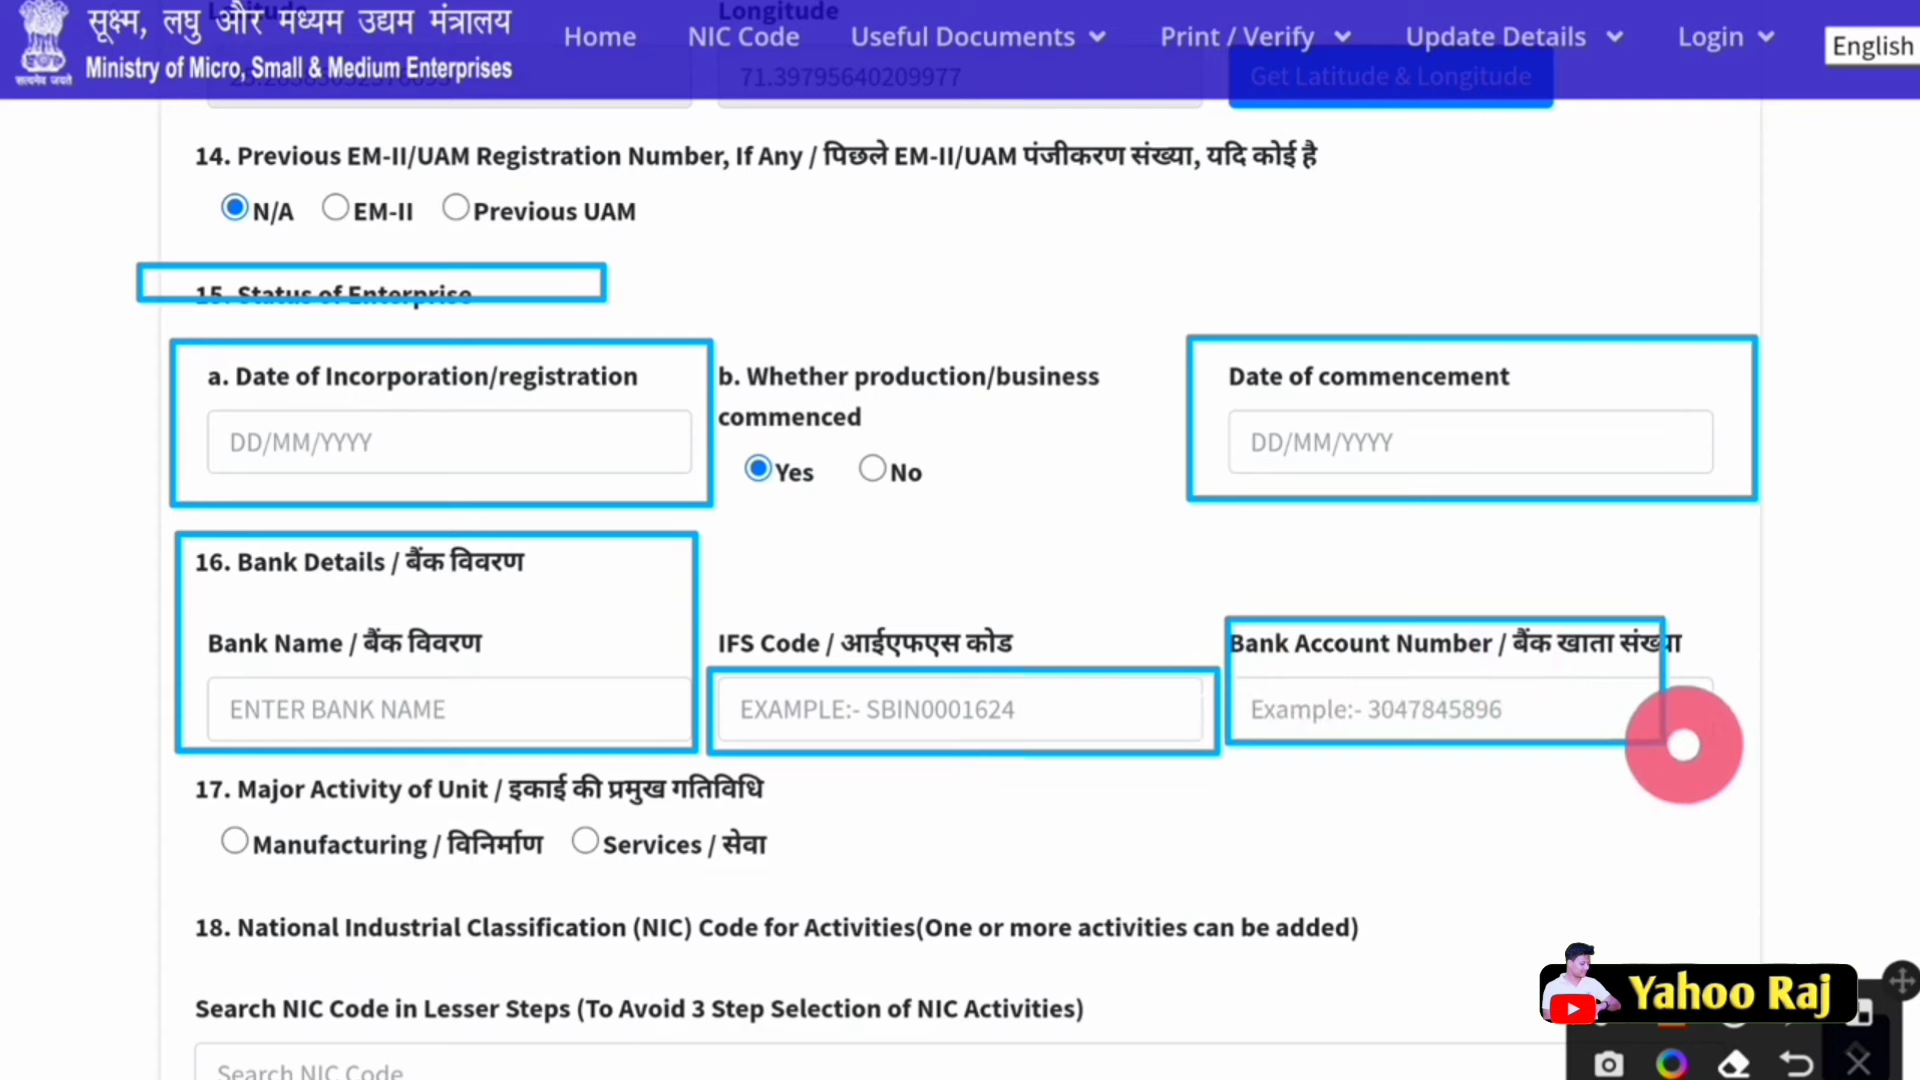 सूक्ष्म, लघु और मध्यम उद्यम मंत्रालय
Ministry of Micro, Small & Medium Enterprises
सत्यमेव जयते
Home
NIC Code
Useful Documents
Print / Verify
Update Details
Login
English
Longitude
71.39795640209977
Get Latitude & Longitude
14. Previous EM-II/UAM Registration Number, If Any / पिछले EM-II/UAM पंजीकरण संख्या, यदि कोई है
N/A EM-II Previous UAM
15. Status of Enterprise
a. Date of Incorporation/registration
DD/MM/YYYY
b. Whether production/business
commenced
Yes No
Date of commencement
DD/MM/YYYY
16. Bank Details / बैंक विवरण
Bank Name / बैंक विवरण
ENTER BANK NAME
IFS Code / आईएफएस कोड
EXAMPLE:- SBIN0001624
Bank Account Number / बैंक खाता संख्या
Example:- 3047845896
17. Major Activity of Unit / इकाई की प्रमुख गतिविधि
Manufacturing / विनिर्माण Services / सेवा
18. National Industrial Classification (NIC) Code for Activities(One or more activities can be added)
Search NIC Code in Lesser Steps (To Avoid 3 Step Selection of NIC Activities)
Search NIC Code
Yahoo Raj